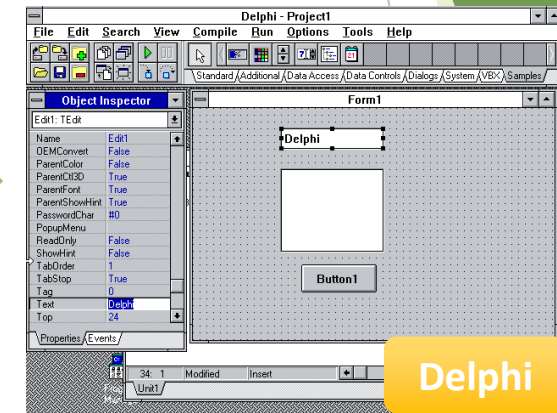 Delphi - Project1
File Edit Search View Compile Run Options Tools Help
Standard Additional Data Access Data Controls Dialogs System VBX Samples
Object Inspector
Form1
Edit1: TEdit
Name Edit1
OEMConvert False
ParentColor False
ParentCtl3D True
ParentFont True
ParentShowHint True
PasswordChar #0
PopupMenu
ReadOnly False
ShowHint False
TabOrder 1
TabStop True
Tag 0
Text Delphi
Top 24
Properties Events
Delphi
Button1
34: 1 Modified Insert
Unit1
Delphi